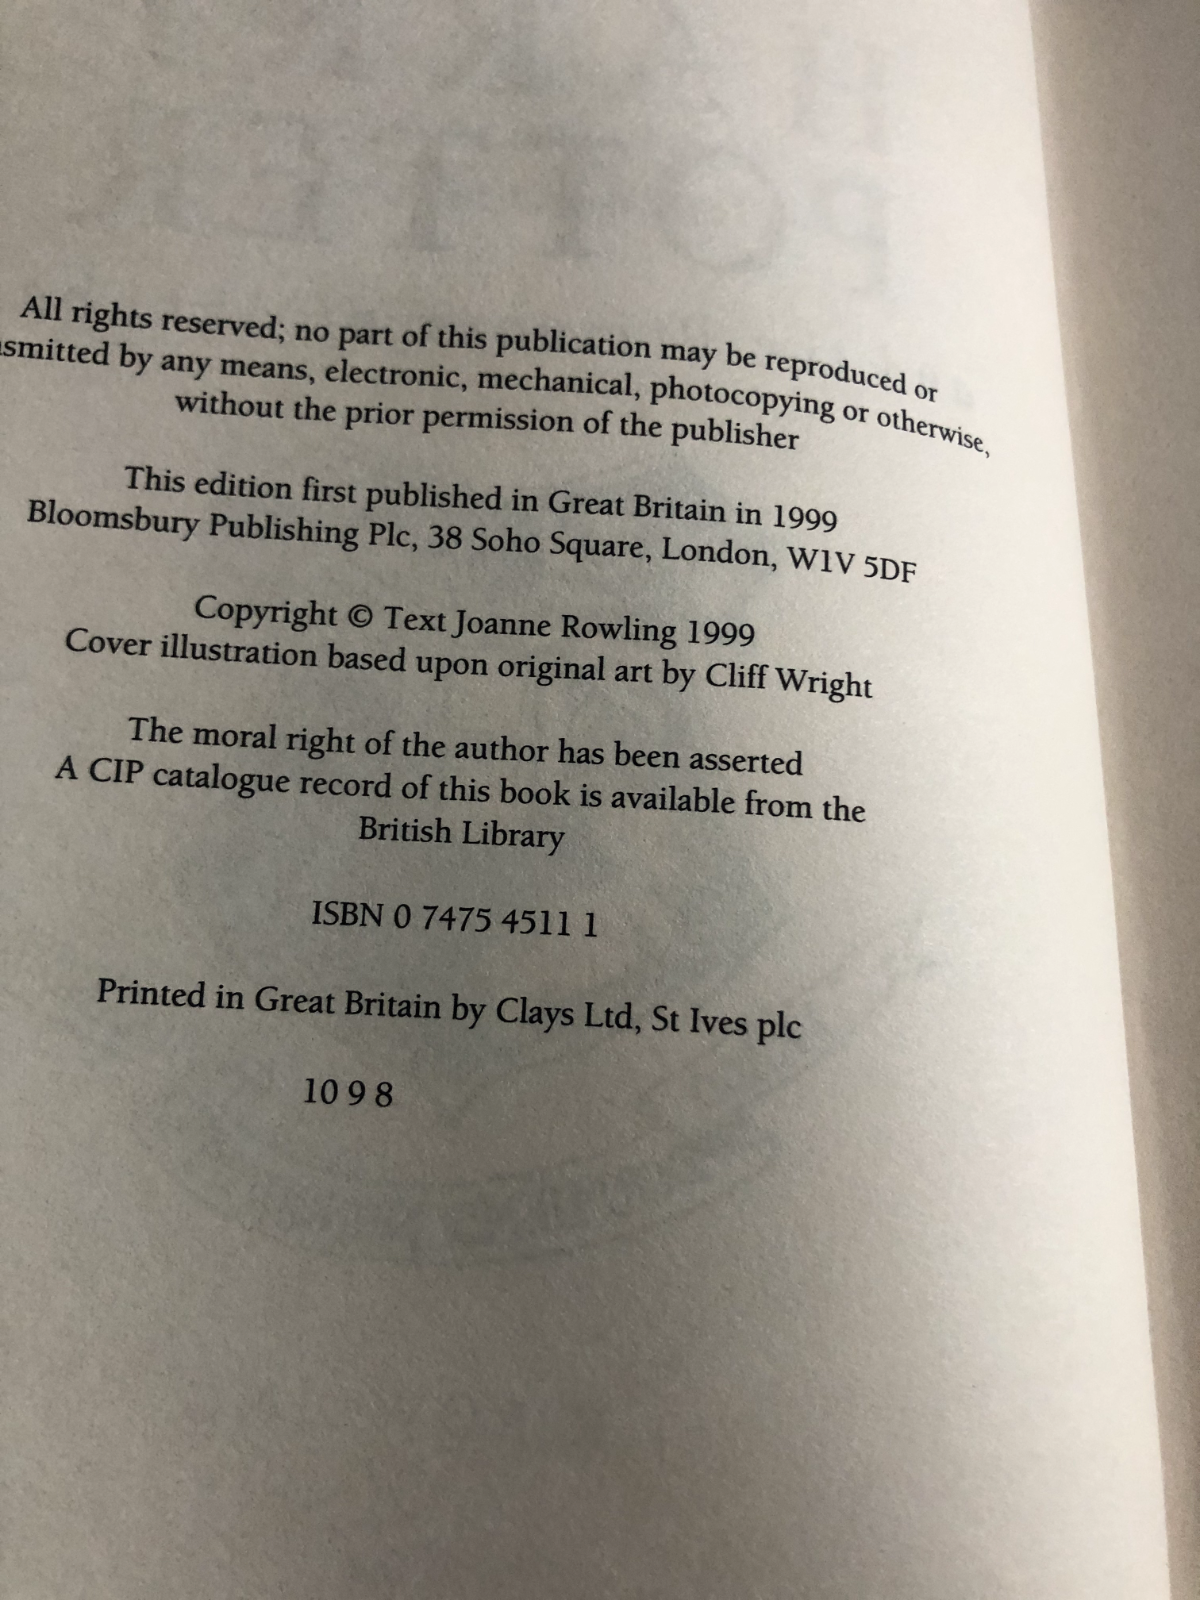 All rights reserved; no part of this publication may be reproduced or
smitted by any means, electronic, mechanical, photocopying or otherwise,
without the prior permission of the publisher
This edition first published in Great Britain in 1999
Bloomsbury Publishing Plc, 38 Soho Square, London, W1V 5DF
Copyright © Text Joanne Rowling 1999
Cover illustration based upon original art by Cliff Wright
The moral right of the author has been asserted
A CIP catalogue record of this book is available from the
British Library
ISBN 0 7475 4511 1
Printed in Great Britain by Clays Ltd, St Ives plc
10 9 8